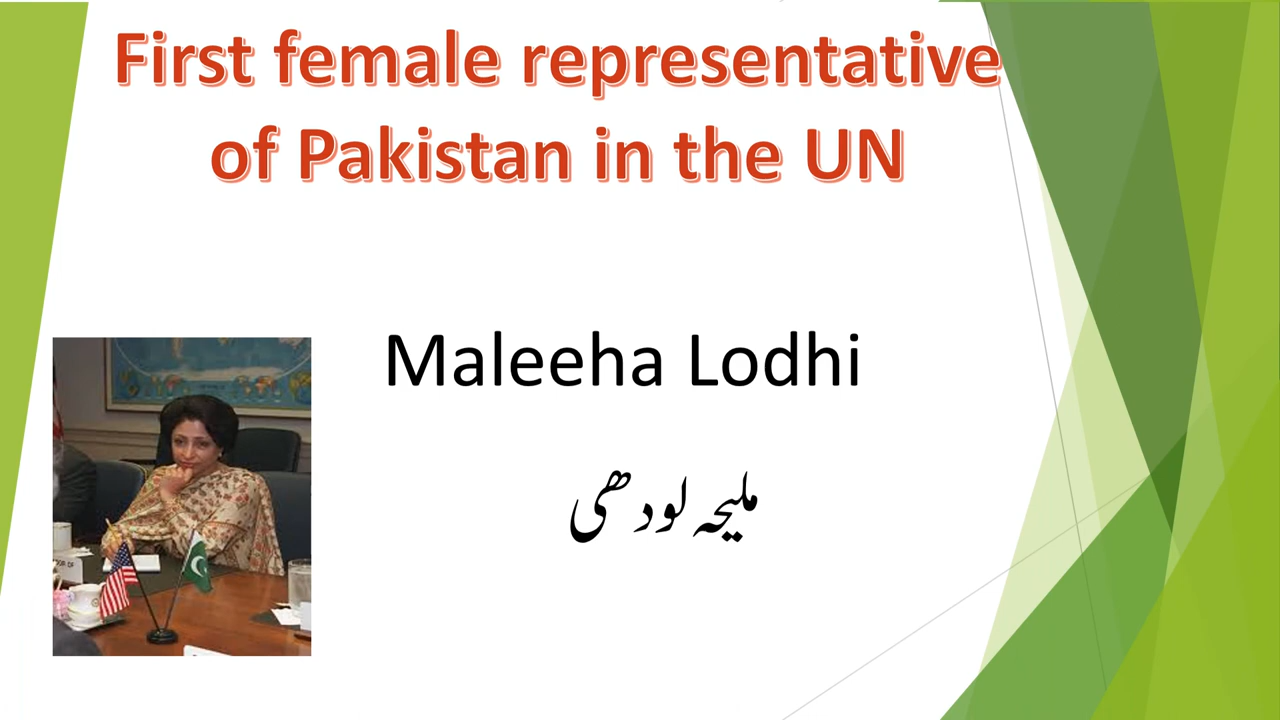 First female representative
of Pakistan in the UN
Maleeha Lodhi
ملیحہ لودھی